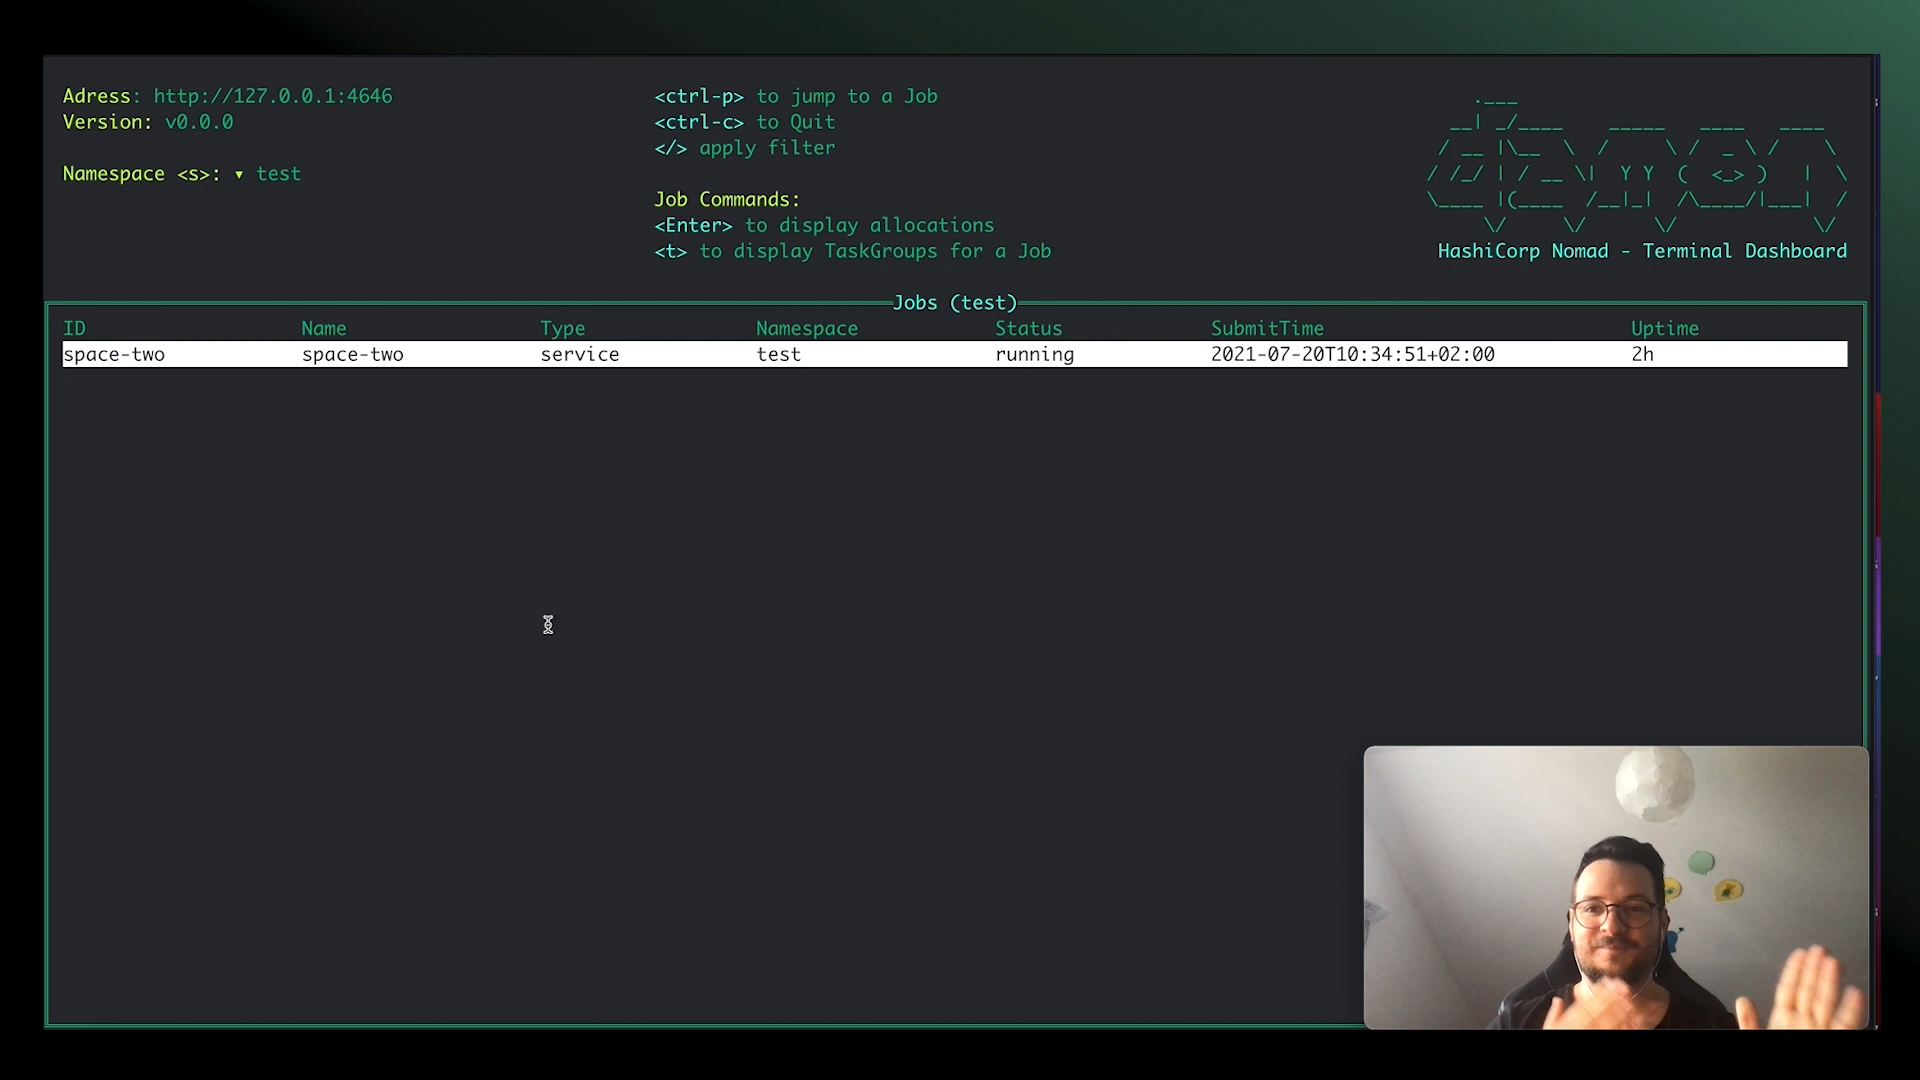 Adress: http://127.0.0.1:4646
Version: v0.0.0
Namespace <s>: ▾ test
<ctrl-p> to jump to a Job
<ctrl-c> to Quit
</> apply filter
Job Commands:
<Enter> to display allocations
<t> to display TaskGroups for a Job
damon
HashiCorp Nomad - Terminal Dashboard
Jobs (test)
ID Name Type Namespace Status SubmitTime Uptime
space-two space-two service test running 2021-07-20T10:34:51+02:00 2h